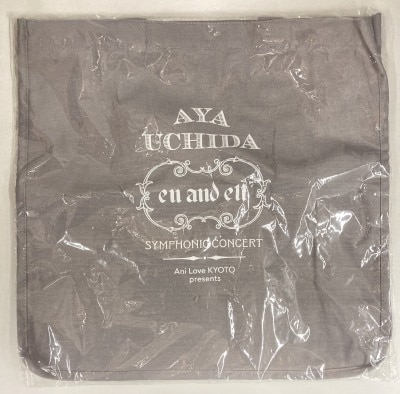 AYA
UCHIDA
en and en
SYMPHONIC CONCERT
Ani Love KYOTO
presents